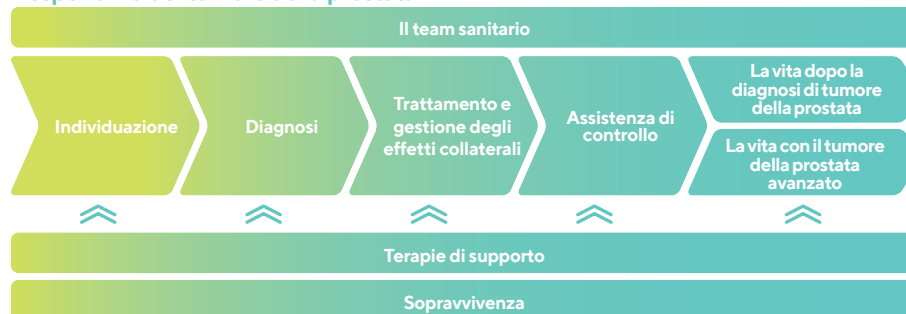 Il team sanitario
Individuazione
Diagnosi
Trattamento e
gestione degli
effetti collaterali
Assistenza di
controllo
La vita dopo la
diagnosi di tumore
della prostata
La vita con il tumore
della prostata
avanzato
Terapie di supporto
Sopravvivenza